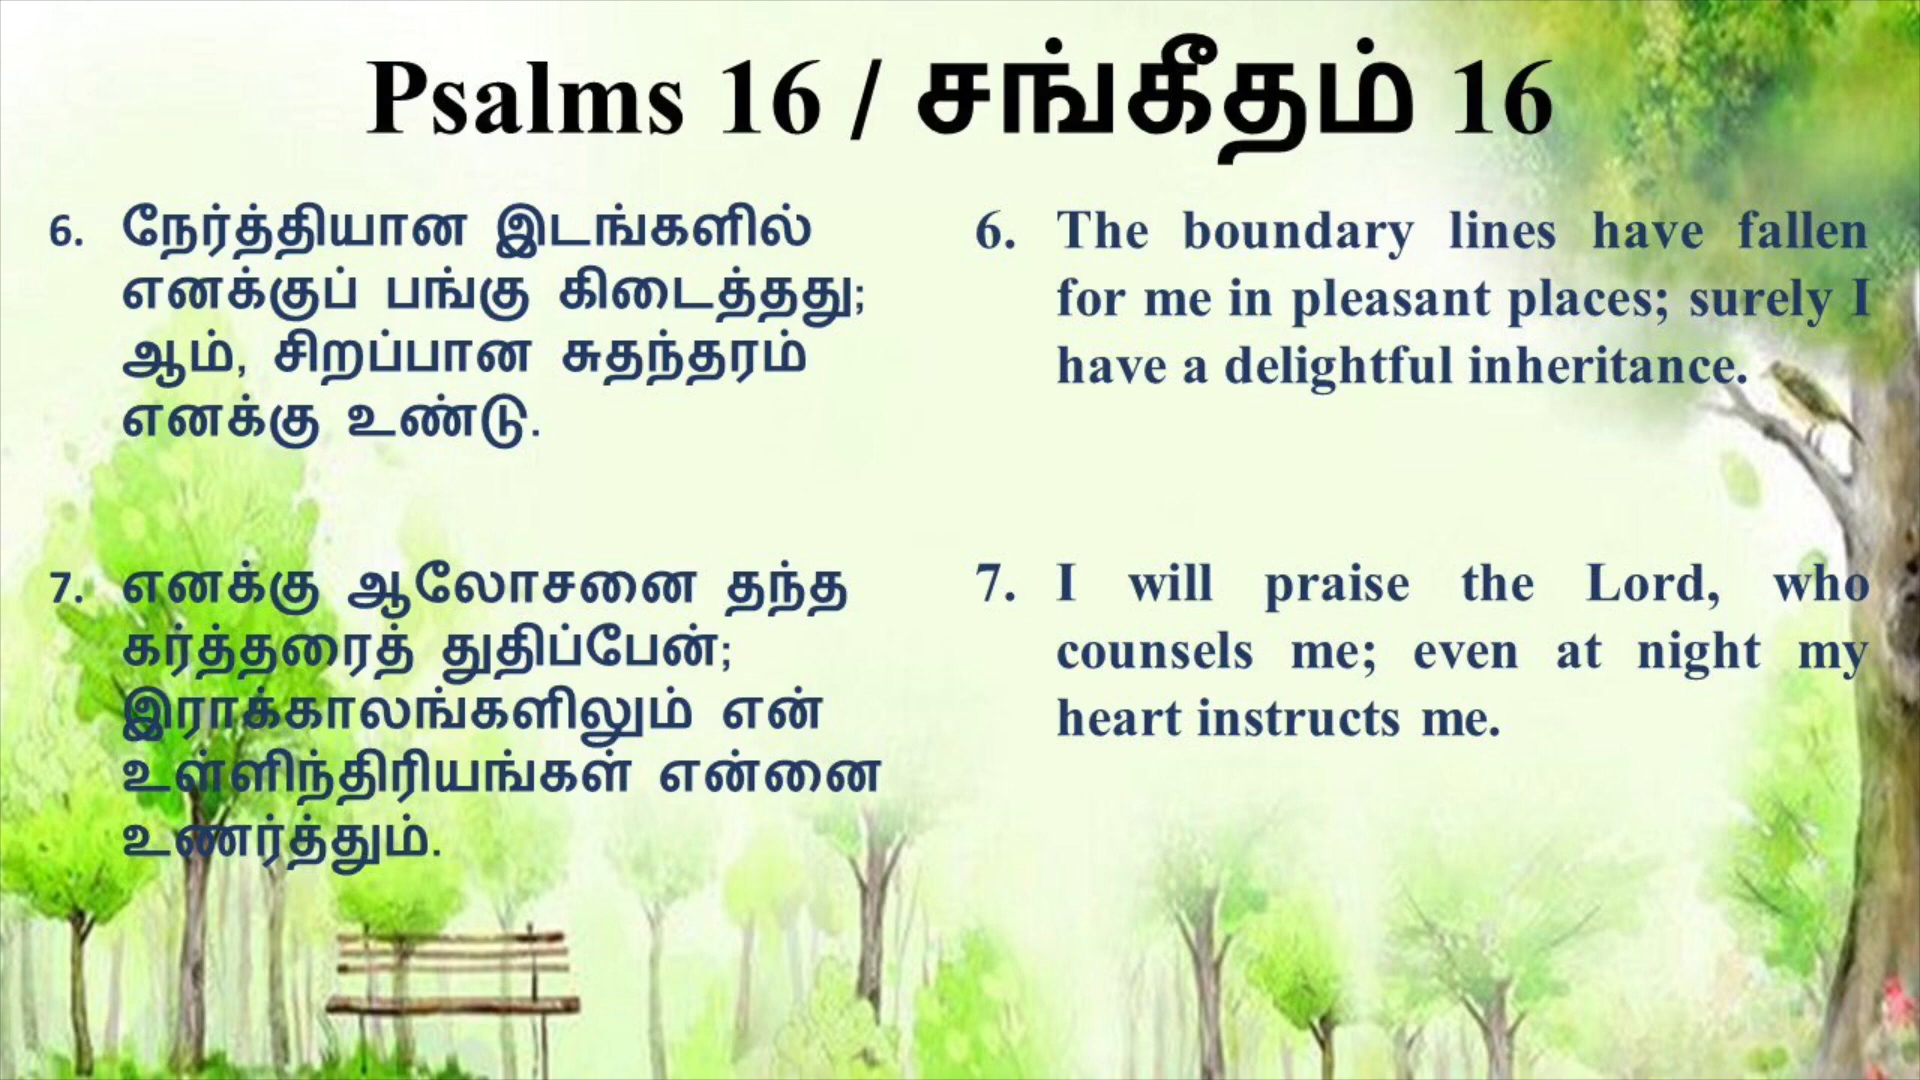 Psalms 16 / சங்கீதம் 16
6. நேர்த்தியான இடங்களில்
எனக்குப் பங்கு கிடைத்தது;
ஆம், சிறப்பான சுதந்தரம்
எனக்கு உண்டு.
7. எனக்கு ஆலோசனை தந்த
கர்த்தரைத் துதிப்பேன்;
இராக்காலங்களிலும் என்
உள்ளிந்திரியங்கள் என்னை
உணர்த்தும்.
6. The boundary lines have fallen
for me in pleasant places; surely I
have a delightful inheritance.
7. I will praise the Lord, who
counsels me; even at night my
heart instructs me.